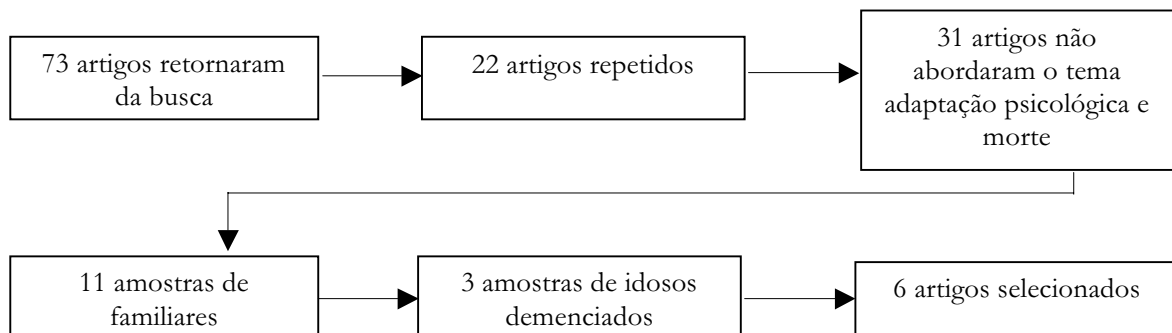 73 artigos retornaram
da busca
22 artigos repetidos
31 artigos não
abordaram o tema
adaptação psicológica e
morte
11 amostras de
familiares
3 amostras de idosos
demenciados
6 artigos selecionados